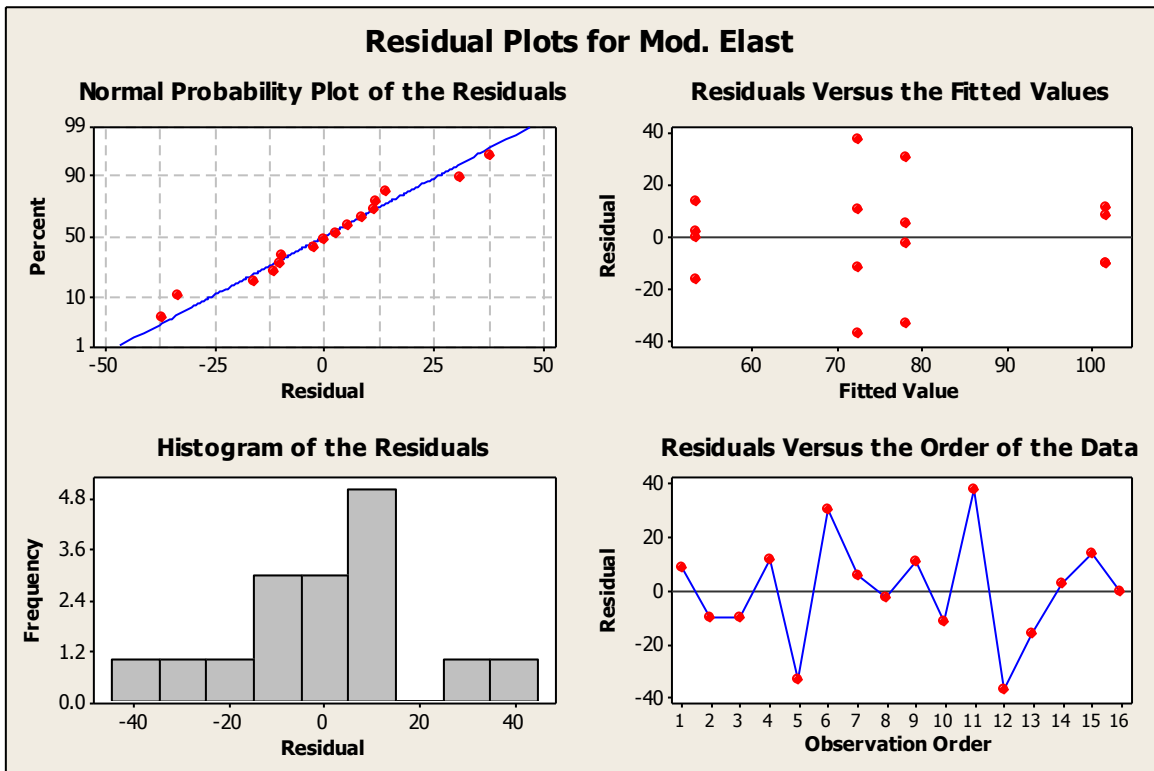 Residual Plots for Mod. Elast
Normal Probability Plot of the Residuals
99
90
50
10
1
Percent
-50 -25 0 25 50
Residual
Residuals Versus the Fitted Values
40
20
0
-20
-40
Residual
60 70 80 90 100
Fitted Value
Histogram of the Residuals
4.8
3.6
2.4
1.2
0.0
Frequency
-40 -20 0 20 40
Residual
Residuals Versus the Order of the Data
40
20
0
-20
-40
Residual
1 2 3 4 5 6 7 8 9 10 11 12 13 14 15 16
Observation Order